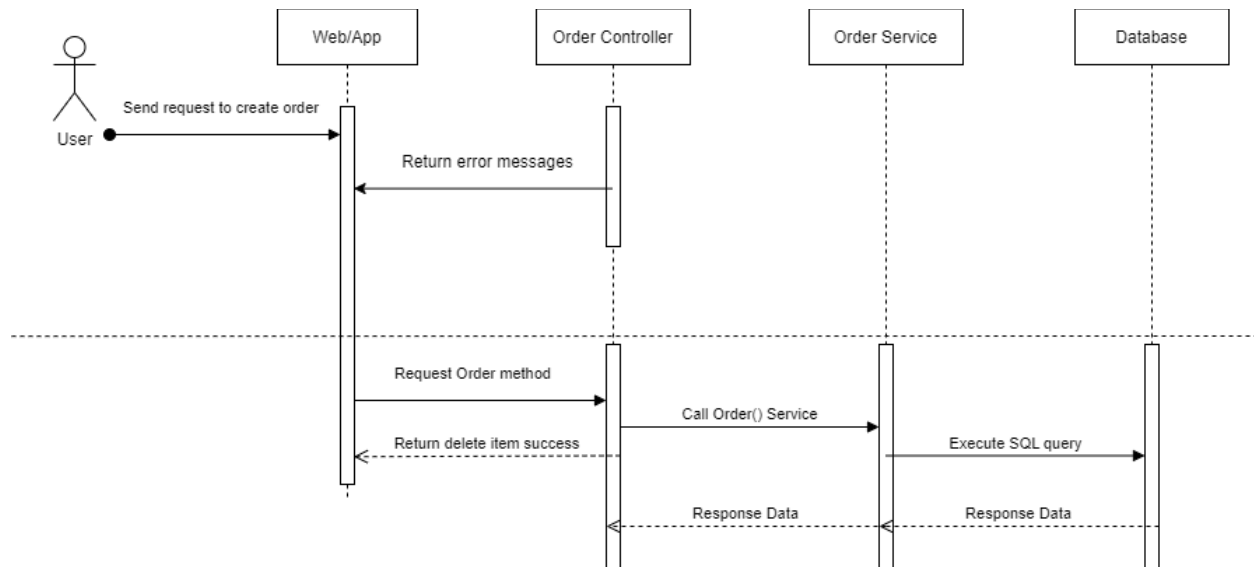 Web/App
Order Controller
Order Service
Database
Send request to create order
User
Return error messages
Request Order method
Call Order() Service
Return delete item success
Execute SQL query
Response Data
Response Data